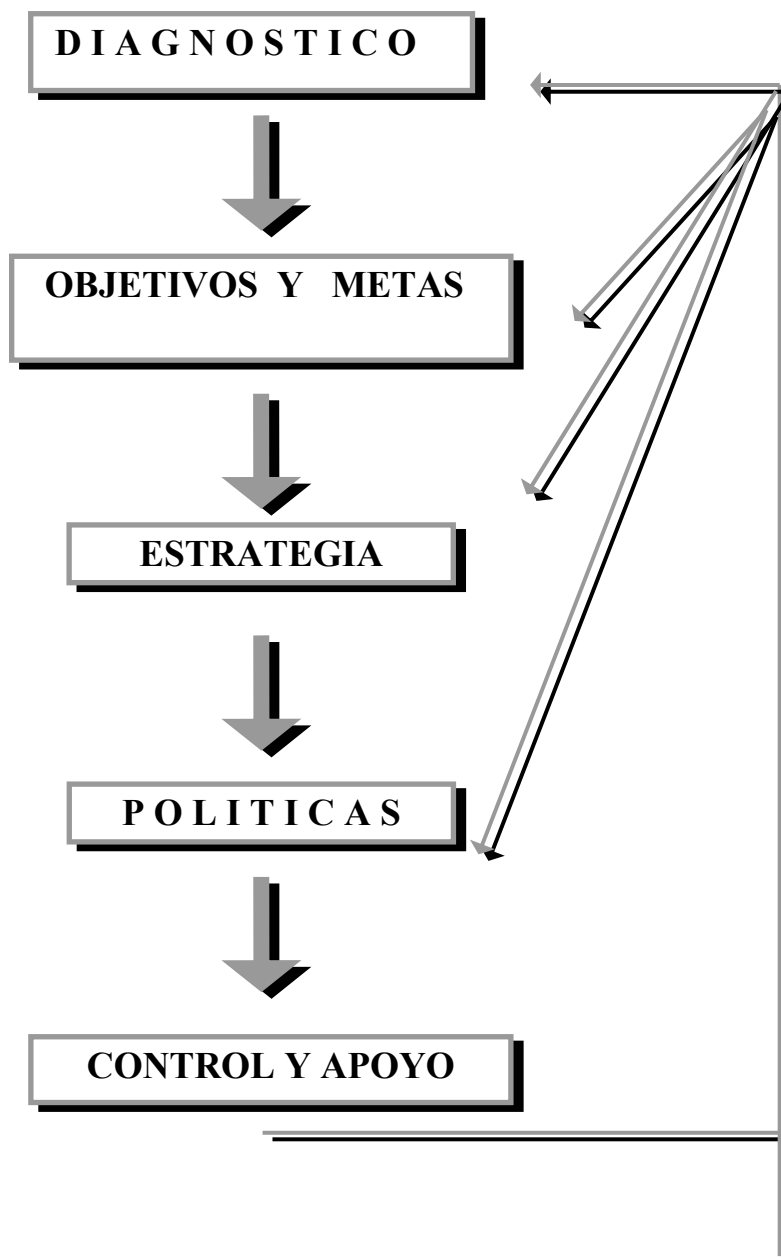 D I A G N O S T I C O
OBJETIVOS Y METAS
ESTRATEGIA
P O L I T I C A S
CONTROL Y APOYO